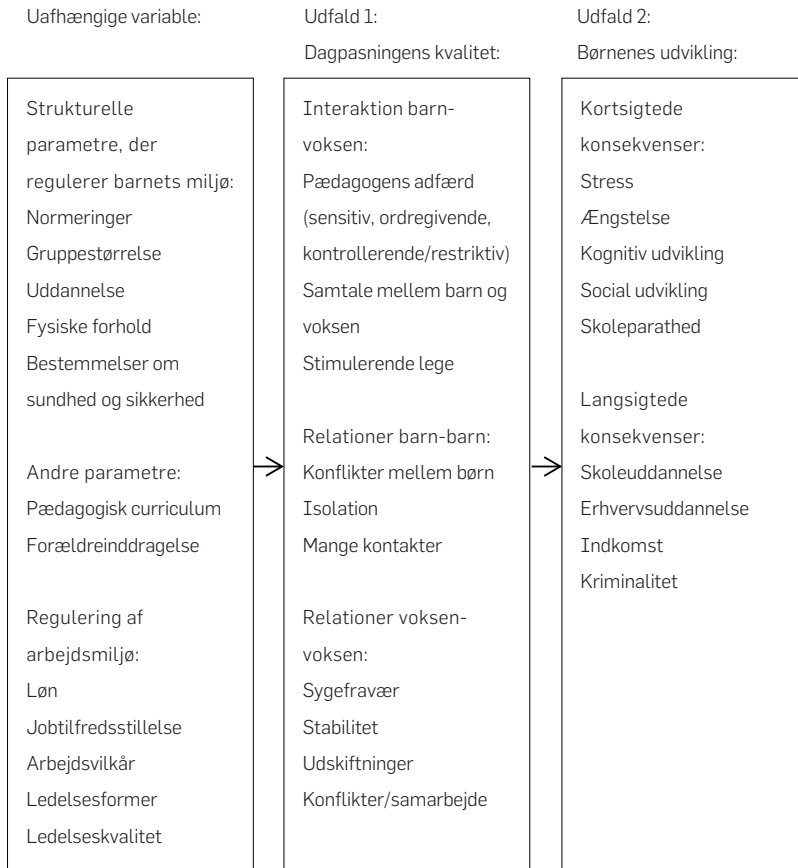 Uafhængige variable:
Strukturelle
parametre, der
regulerer barnets miljø:
Normeringer
Gruppestørrelse
Uddannelse
Fysiske forhold
Bestemmelser om
sundhed og sikkerhed
Andre parametre:
Pædagogisk curriculum
Forældreinddragelse
Regulering af
arbejdsmiljø:
Løn
Jobtilfredsstillelse
Arbejdsvilkår
Ledelsesformer
Ledelseskvalitet
Udfald 1:
Dagpasningens kvalitet:
Interaktion barn-
voksen:
Pædagogens adfærd
(sensitiv, ordregivende,
kontrollerende/restriktiv)
Samtale mellem barn og
voksen
Stimulerende lege
Relationer barn-barn:
Konflikter mellem børn
Isolation
Mange kontakter
Relationer voksen-
voksen:
Sygefravær
Stabilitet
Udskiftninger
Konflikter/samarbejde
Udfald 2:
Børnenes udvikling:
Kortsigtede
konsekvenser:
Stress
Ængstelse
Kognitiv udvikling
Social udvikling
Skoleparathed
Langsigtede
konsekvenser:
Skoleuddannelse
Erhvervsuddannelse
Indkomst
Kriminalitet